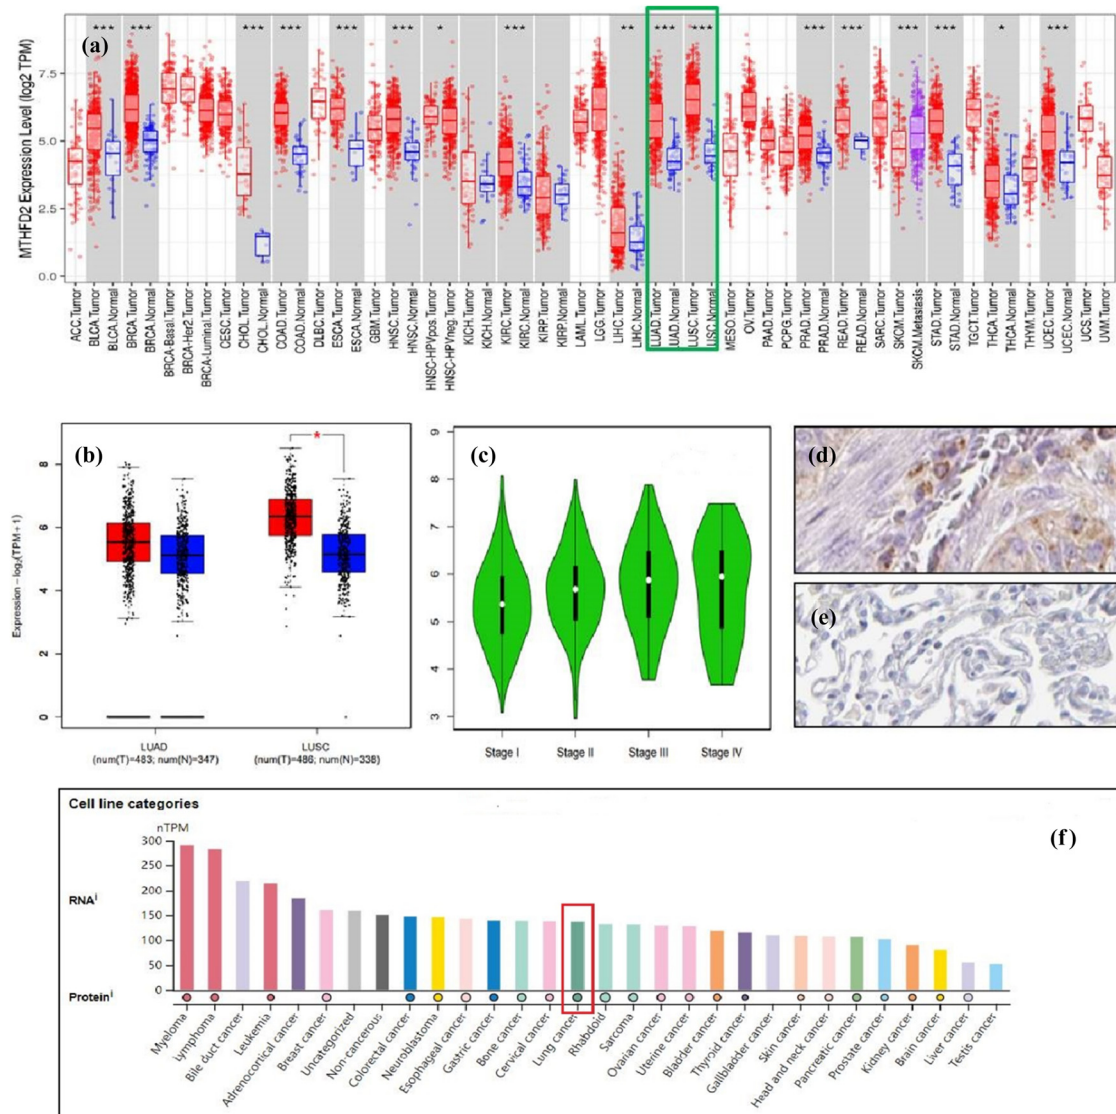 (a)
MTHFD2 Expression Level (log2 TPM)
7.5
5.0
2.5
0.0
*** *** *** *** *** *** * *** ** *** *** *** *** *** *** * ***
ACC.Tumor
BLCA.Tumor
BLCA.Normal
BRCA.Tumor
BRCA.Normal
BRCA-Basal.Tumor
BRCA-Her2.Tumor
BRCA-Luminal.Tumor
CESC.Tumor
CHOL.Tumor
CHOL.Normal
COAD.Tumor
COAD.Normal
DLBC.Tumor
ESCA.Tumor
ESCA.Normal
GBM.Tumor
HNSC.Tumor
HNSC.Normal
HNSC-HPVpos.Tumor
HNSC-HPVneg.Tumor
KICH.Tumor
KICH.Normal
KIRC.Tumor
KIRC.Normal
KIRP.Tumor
KIRP.Normal
LAML.Tumor
LGG.Tumor
LIHC.Tumor
LIHC.Normal
LUAD.Tumor
LUAD.Normal
LUSC.Tumor
LUSC.Normal
MESO.Tumor
OV.Tumor
PAAD.Tumor
PCPG.Tumor
PRAD.Tumor
PRAD.Normal
READ.Tumor
READ.Normal
SARC.Tumor
SKCM.Tumor
SKCM.Metastasis
STAD.Tumor
STAD.Normal
TGCT.Tumor
THCA.Tumor
THCA.Normal
THYM.Tumor
UCEC.Tumor
UCEC.Normal
UCS.Tumor
UVM.Tumor
(b)
*
Expression – log2(TPM+1)
8
6
4
2
0
LUAD
(num(T)=483; num(N)=347)
LUSC
(num(T)=486; num(N)=338)
(c)
9
8
7
6
5
4
3
Stage I
Stage II
Stage III
Stage IV
(d)
(e)
Cell line categories
(f)
nTPM
300
250
200
150
100
50
0
RNAi
Proteini
Myeloma
Lymphoma
Bile duct cancer
Leukemia
Adrenocortical cancer
Breast cancer
Uncategorized
Non-cancerous
Colorectal cancer
Neuroblastoma
Esophageal cancer
Gastric cancer
Bone cancer
Cervical cancer
Lung cancer
Rhabdoid
Sarcoma
Ovarian cancer
Uterine cancer
Bladder cancer
Thyroid cancer
Gallbladder cancer
Skin cancer
Head and neck cancer
Pancreatic cancer
Prostate cancer
Kidney cancer
Brain cancer
Liver cancer
Testis cancer